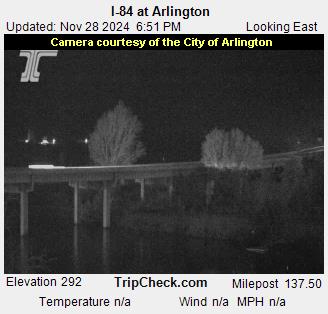 I-84 at Arlington
Updated: Nov 28 2024 6:51 PM Looking East
Camera courtesy of the City of Arlington
Elevation 292 TripCheck.com Milepost 137.50
Temperature n/a Wind n/a MPH n/a